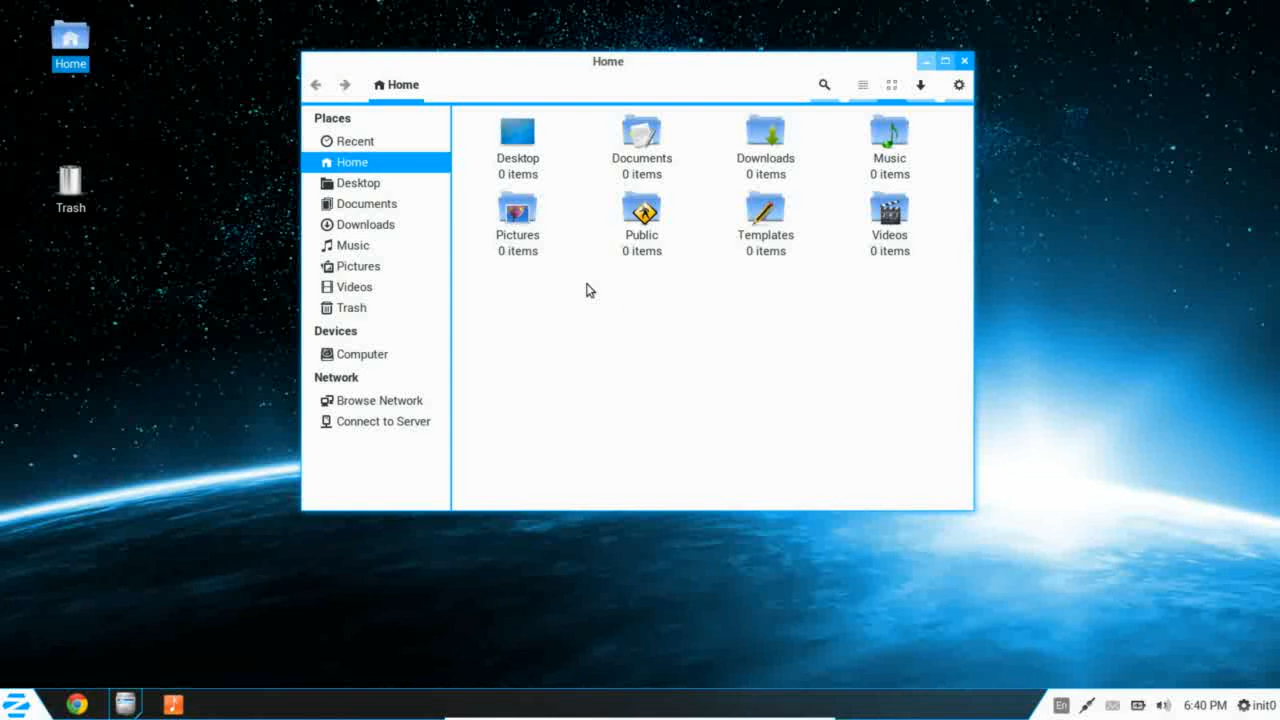 Home
Trash
Home
Home
Places
Recent
Home
Desktop
Documents
Downloads
Music
Pictures
Videos
Trash
Devices
Computer
Network
Browse Network
Connect to Server
Desktop
0 items
Documents
0 items
Downloads
0 items
Music
0 items
Pictures
0 items
Public
0 items
Templates
0 items
Videos
0 items
En
6:40 PM
init0